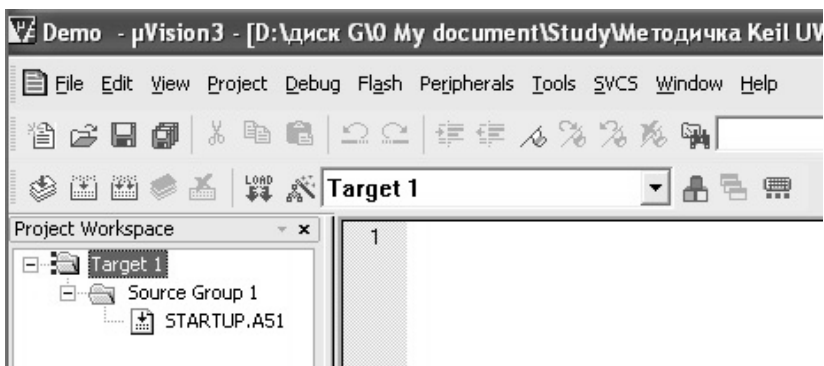 Demo - µVision3 - [D:\диск G\0 My document\Study\Методичка Keil UV
File Edit View Project Debug Flash Peripherals Tools SVCS Window Help
LOAD
Target 1
Project Workspace
1
Target 1
Source Group 1
STARTUP.A51